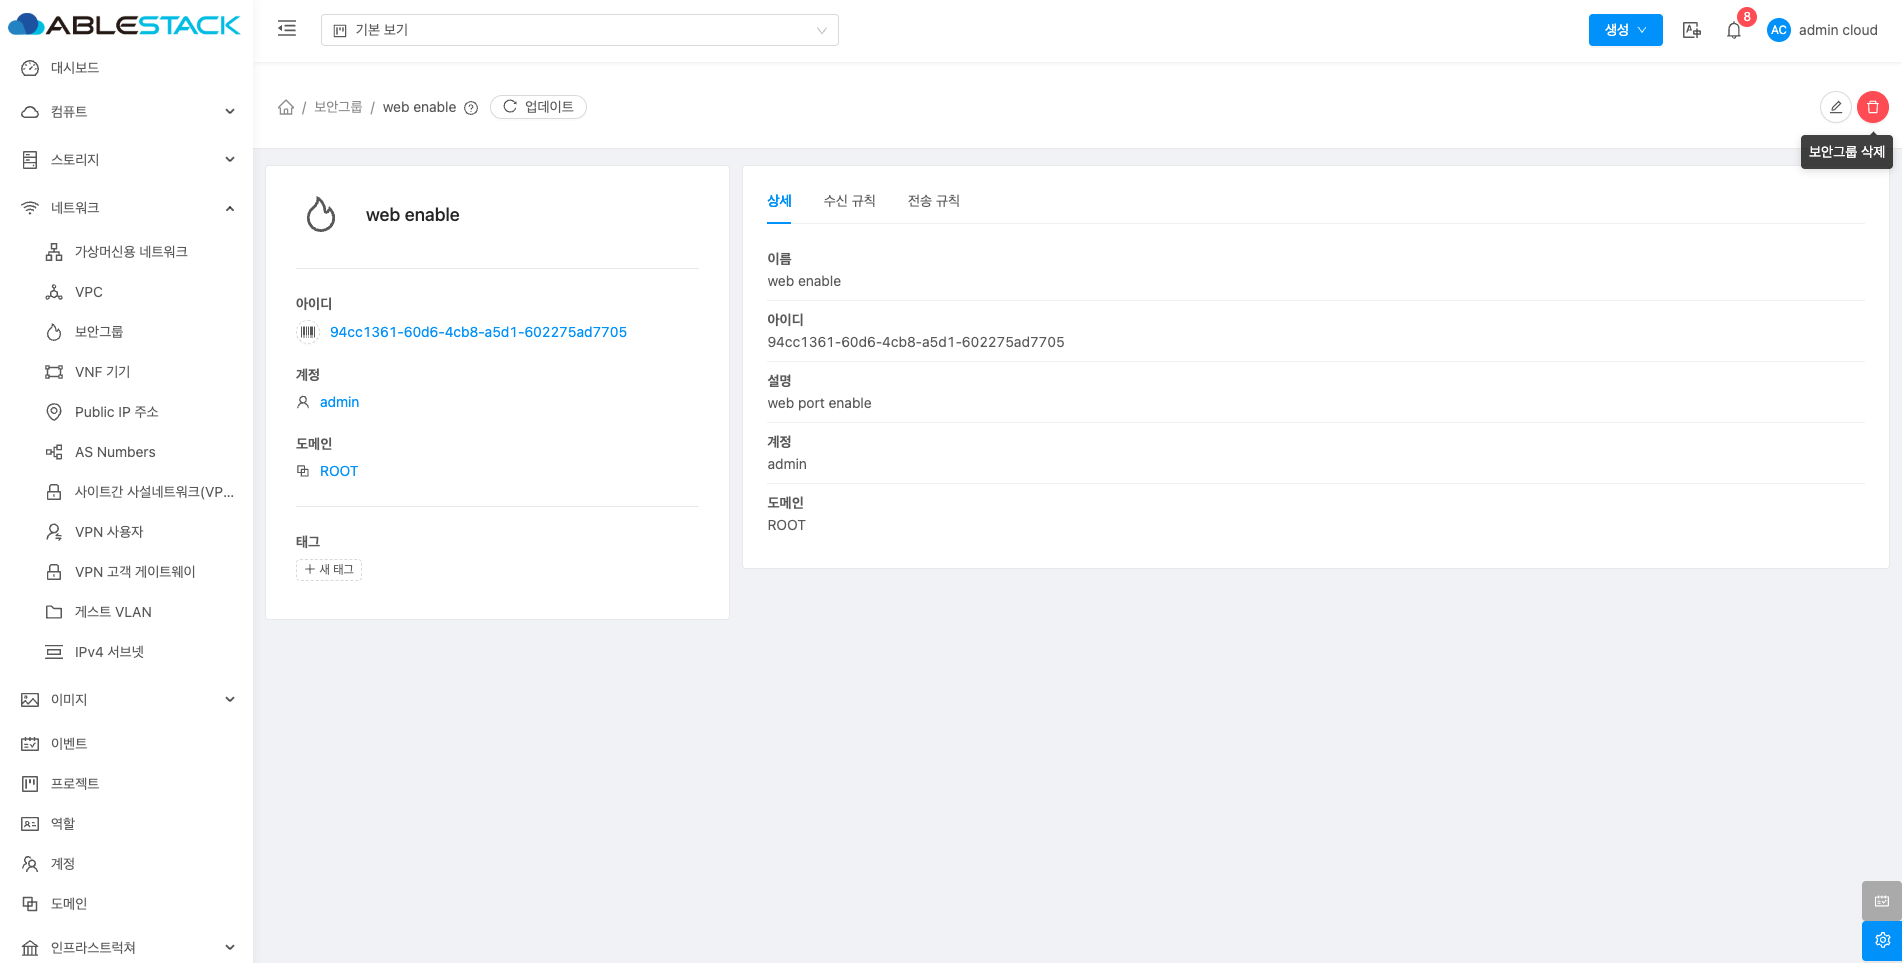 ABLESTACK
기본 보기
생성
8
AC
admin cloud
대시보드
컴퓨트
스토리지
네트워크
가상머신용 네트워크
VPC
보안그룹
VNF 기기
Public IP 주소
AS Numbers
사이트간 사설네트워크(VP...
VPN 사용자
VPN 고객 게이트웨이
게스트 VLAN
IPv4 서브넷
이미지
이벤트
프로젝트
역할
계정
도메인
인프라스트럭쳐
/ 보안그룹 / web enable
업데이트
보안그룹 삭제
web enable
아이디
94cc1361-60d6-4cb8-a5d1-602275ad7705
계정
admin
도메인
ROOT
태그
+ 새 태그
상세 수신 규칙 전송 규칙
이름
web enable
아이디
94cc1361-60d6-4cb8-a5d1-602275ad7705
설명
web port enable
계정
admin
도메인
ROOT